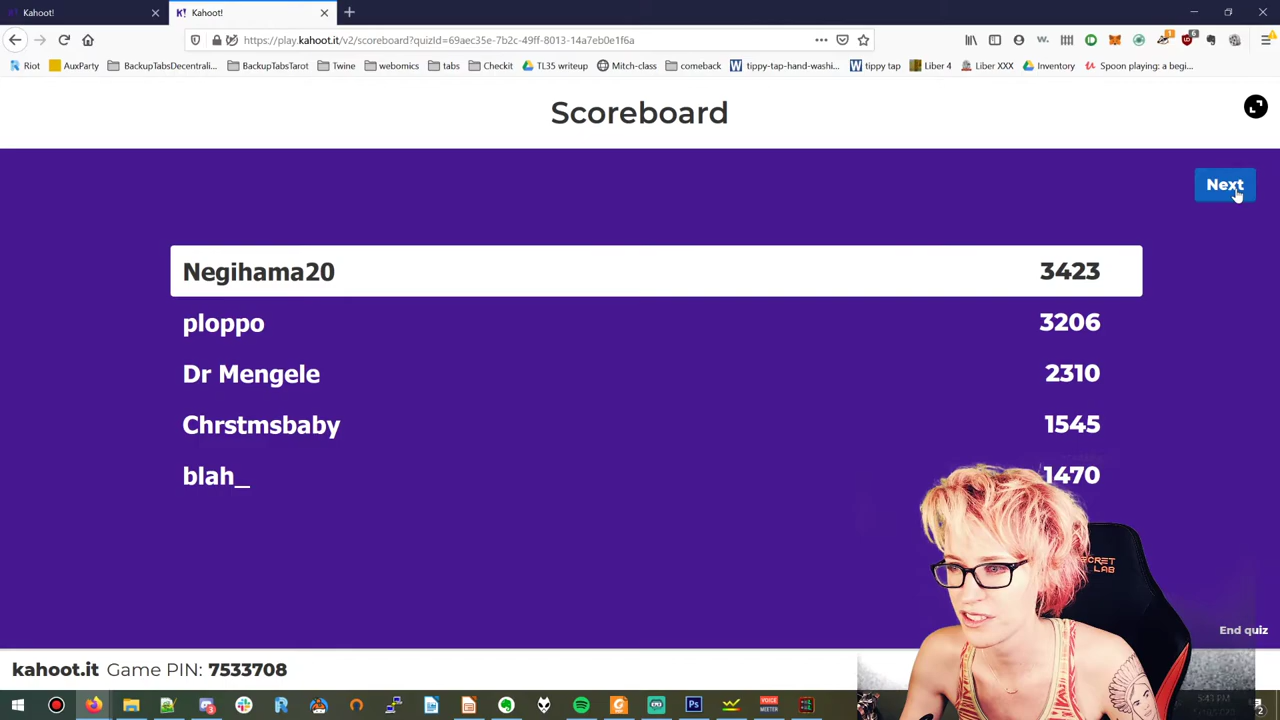 Kahoot!
Kahoot!
https://play.kahoot.it/v2/scoreboard?quizId=69aec35e-7b2c-49ff-8013-14a7eb0e1f6a
Riot
AuxParty
BackupTabsDecentrali...
BackupTabsTarot
Twine
webomics
tabs
Checkit
TL35 writeup
Mitch-class
comeback
tippy-tap-hand-washi...
tippy tap
Liber 4
Liber XXX
Inventory
Spoon playing: a begi...
Scoreboard
Next
Negihama20 3423
ploppo 3206
Dr Mengele 2310
Chrstmsbaby 1545
blah_ 1470
End quiz
kahoot.it Game PIN: 7533708